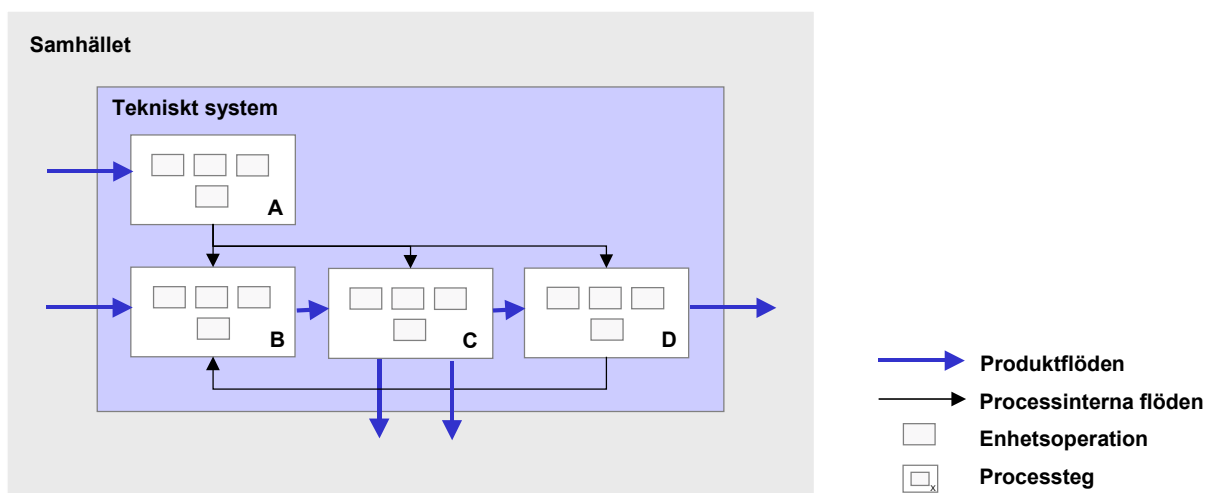 Samhället
Tekniskt system
A
B
C
D
Produktflöden
Processinterna flöden
Enhetsoperation
x
Processteg